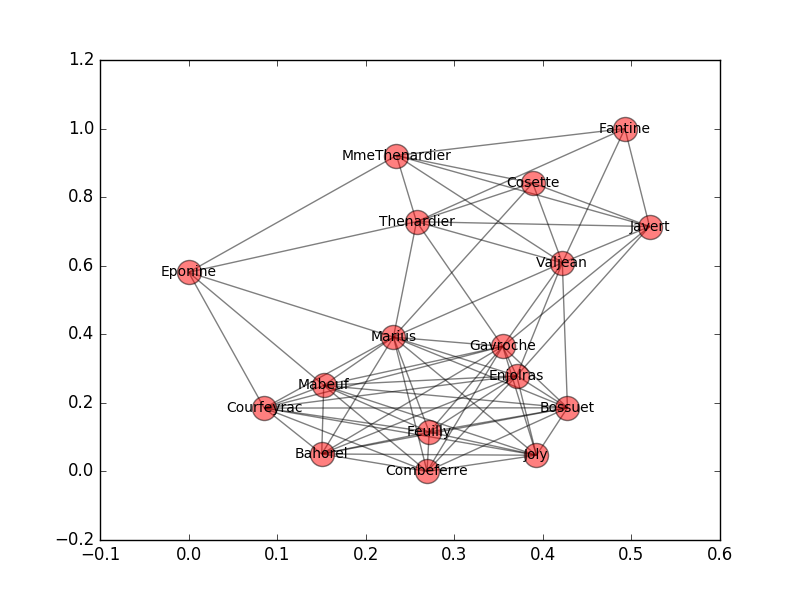 1.2
1.0
0.8
0.6
0.4
0.2
0.0
−0.2
−0.1
0.0
0.1
0.2
0.3
0.4
0.5
0.6
Fantine
MmeThenardier
Cosette
Thenardier
Javert
Valjean
Eponine
Marius
Gavroche
Enjolras
Mabeuf
Courfeyrac
Bossuet
Feuilly
Bahorel
Joly
Combeferre